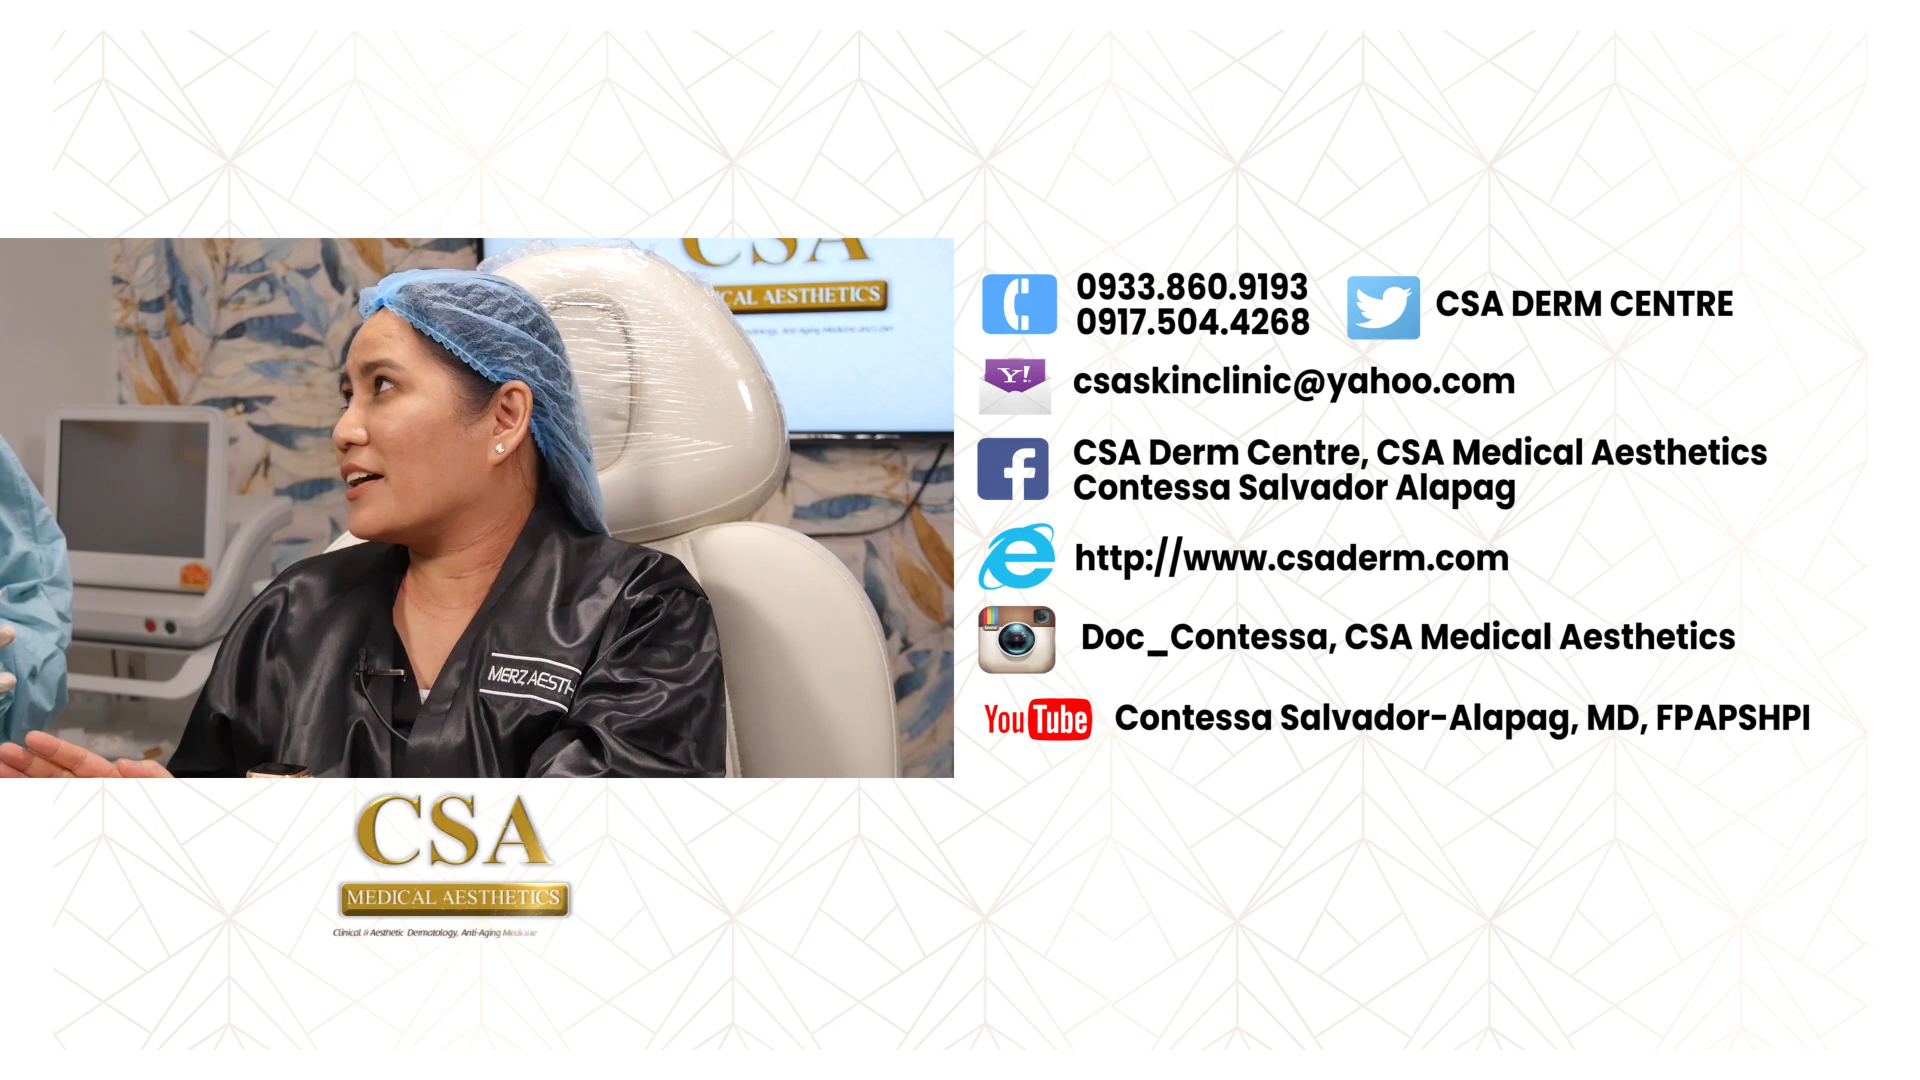 CSA
CAL AESTHETICS
MERZ AESTH
0933.860.9193
0917.504.4268
CSA DERM CENTRE
Y!
csaskinclinic@yahoo.com
CSA Derm Centre, CSA Medical Aesthetics
Contessa Salvador Alapag
http://www.csaderm.com
Doc_Contessa, CSA Medical Aesthetics
YouTube
Contessa Salvador-Alapag, MD, FPAPSHPI
CSA
MEDICAL AESTHETICS
Clinical & Aesthetic Dermatology, Anti-Aging Medicine